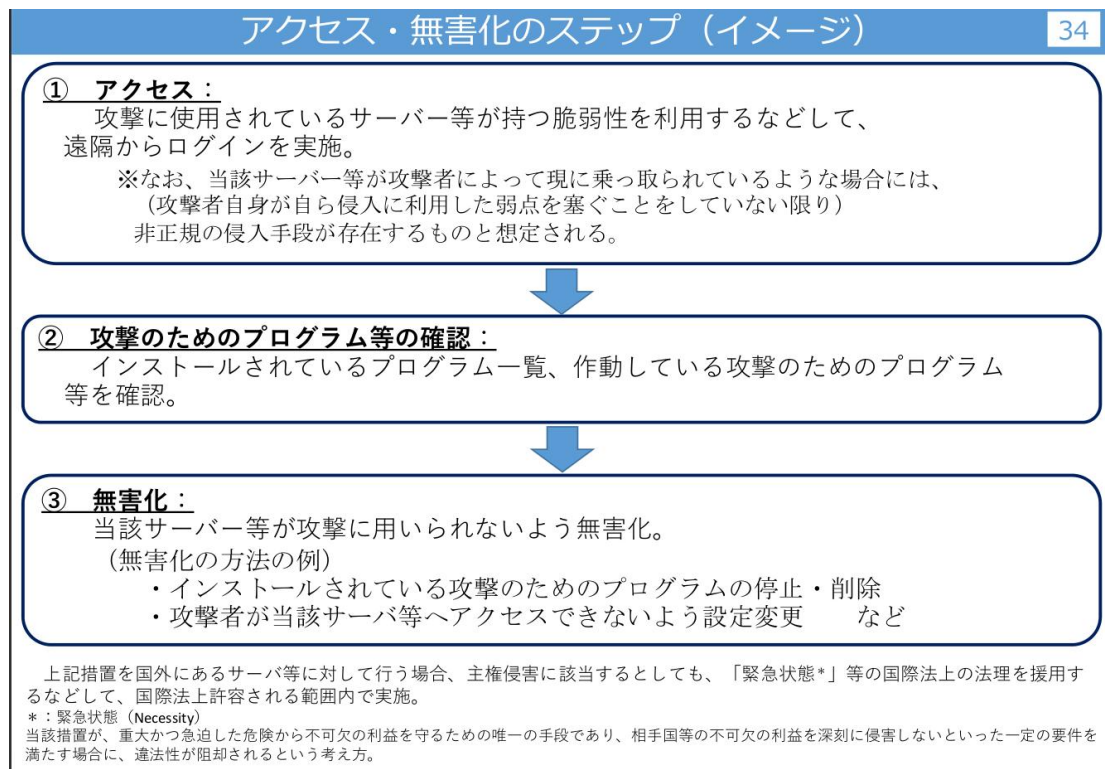 アクセス・無害化のステップ（イメージ）
34
① アクセス：
攻撃に使用されているサーバー等が持つ脆弱性を利用するなどして、
遠隔からログインを実施。
※なお、当該サーバー等が攻撃者によって現に乗っ取られているような場合には、
（攻撃者自身が自ら侵入に利用した弱点を塞ぐことをしていない限り）
非正規の侵入手段が存在するものと想定される。
② 攻撃のためのプログラム等の確認：
インストールされているプログラム一覧、作動している攻撃のためのプログラム
等を確認。
③ 無害化：
当該サーバー等が攻撃に用いられないよう無害化。
（無害化の方法の例）
・インストールされている攻撃のためのプログラムの停止・削除
・攻撃者が当該サーバ等へアクセスできないよう設定変更　　など
上記措置を国外にあるサーバ等に対して行う場合、主権侵害に該当するとしても、「緊急状態*」等の国際法上の法理を援用す
るなどして、国際法上許容される範囲内で実施。
*：緊急状態（Necessity）
当該措置が、重大かつ急迫した危険から不可欠の利益を守るための唯一の手段であり、相手国等の不可欠の利益を深刻に侵害しないといった一定の要件を
満たす場合に、違法性が阻却されるという考え方。